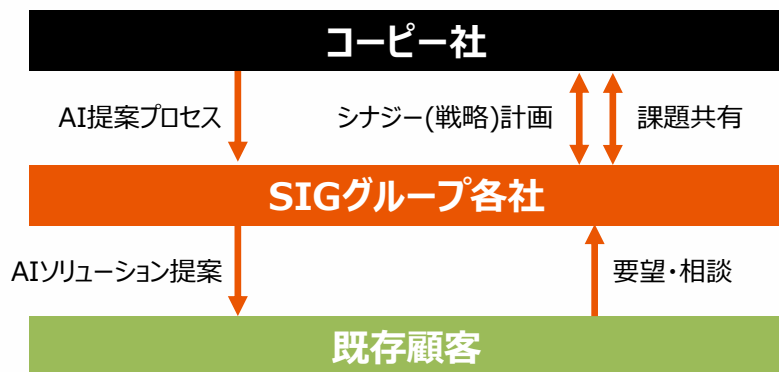 コーピー社
AI提案プロセス
シナジー(戦略)計画
課題共有
SIGグループ各社
AIソリューション提案
要望・相談
既存顧客